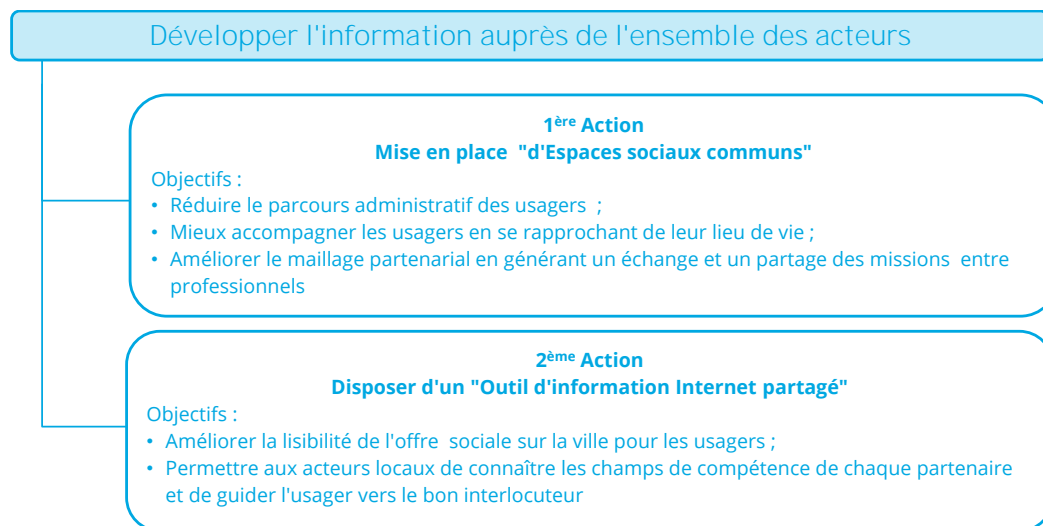 Développer l'information auprès de l'ensemble des acteurs
1ère Action
Mise en place "d'Espaces sociaux communs"
Objectifs :
• Réduire le parcours administratif des usagers ;
• Mieux accompagner les usagers en se rapprochant de leur lieu de vie ;
• Améliorer le maillage partenarial en générant un échange et un partage des missions entre
professionnels
2ème Action
Disposer d'un "Outil d'information Internet partagé"
Objectifs :
• Améliorer la lisibilité de l'offre sociale sur la ville pour les usagers ;
• Permettre aux acteurs locaux de connaître les champs de compétence de chaque partenaire
et de guider l'usager vers le bon interlocuteur